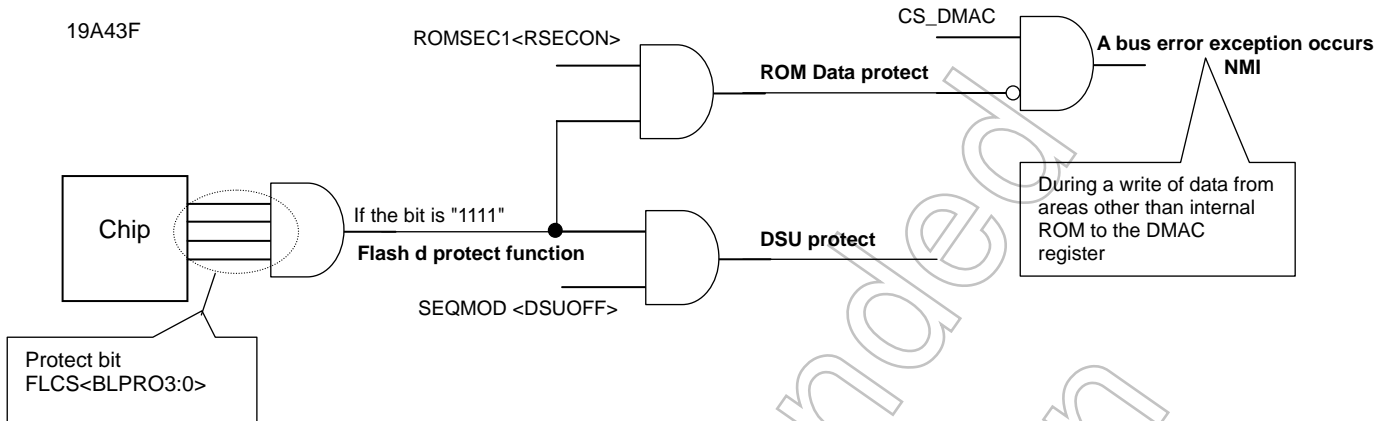 19A43F
CS_DMAC
ROMSEC1<RSECON>
A bus error exception occurs
NMI
ROM Data protect
During a write of data from
areas other than internal
ROM to the DMAC
register
Chip
If the bit is "1111"
Flash d protect function
DSU protect
SEQMOD <DSUOFF>
Protect bit
FLCS<BLPRO3:0>
nded
n